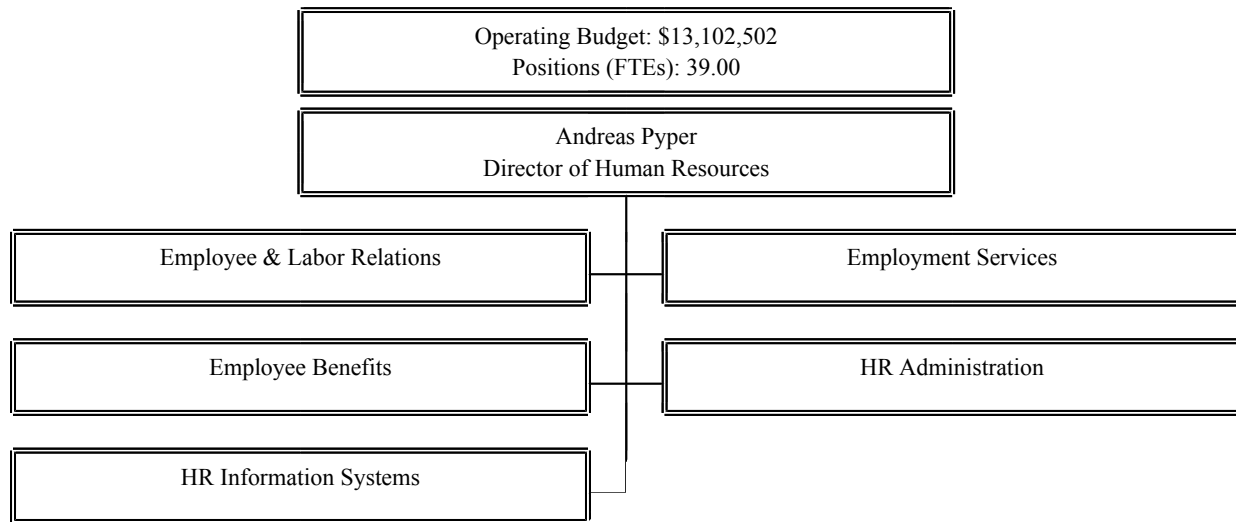 Operating Budget: $13,102,502
Positions (FTEs): 39.00
Andreas Pyper
Director of Human Resources
Employee & Labor Relations
Employment Services
Employee Benefits
HR Administration
HR Information Systems